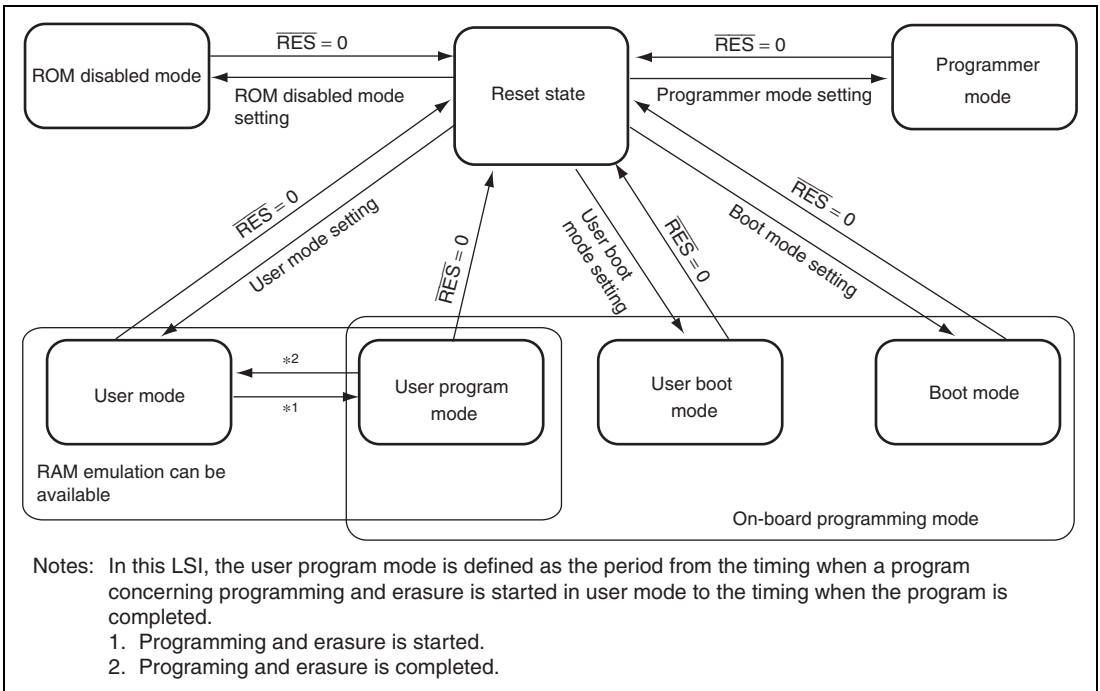 RES = 0
ROM disabled mode
ROM disabled mode
setting
Reset state
RES = 0
Programmer mode setting
Programmer
mode
RES = 0
User mode setting
RES = 0
User boot
mode setting
RES = 0
Boot mode setting
RES = 0
User mode
*2
*1
User program
mode
User boot
mode
Boot mode
RAM emulation can be
available
On-board programming mode
Notes: In this LSI, the user program mode is defined as the period from the timing when a program
concerning programming and erasure is started in user mode to the timing when the program is
completed.
1. Programming and erasure is started.
2. Programing and erasure is completed.